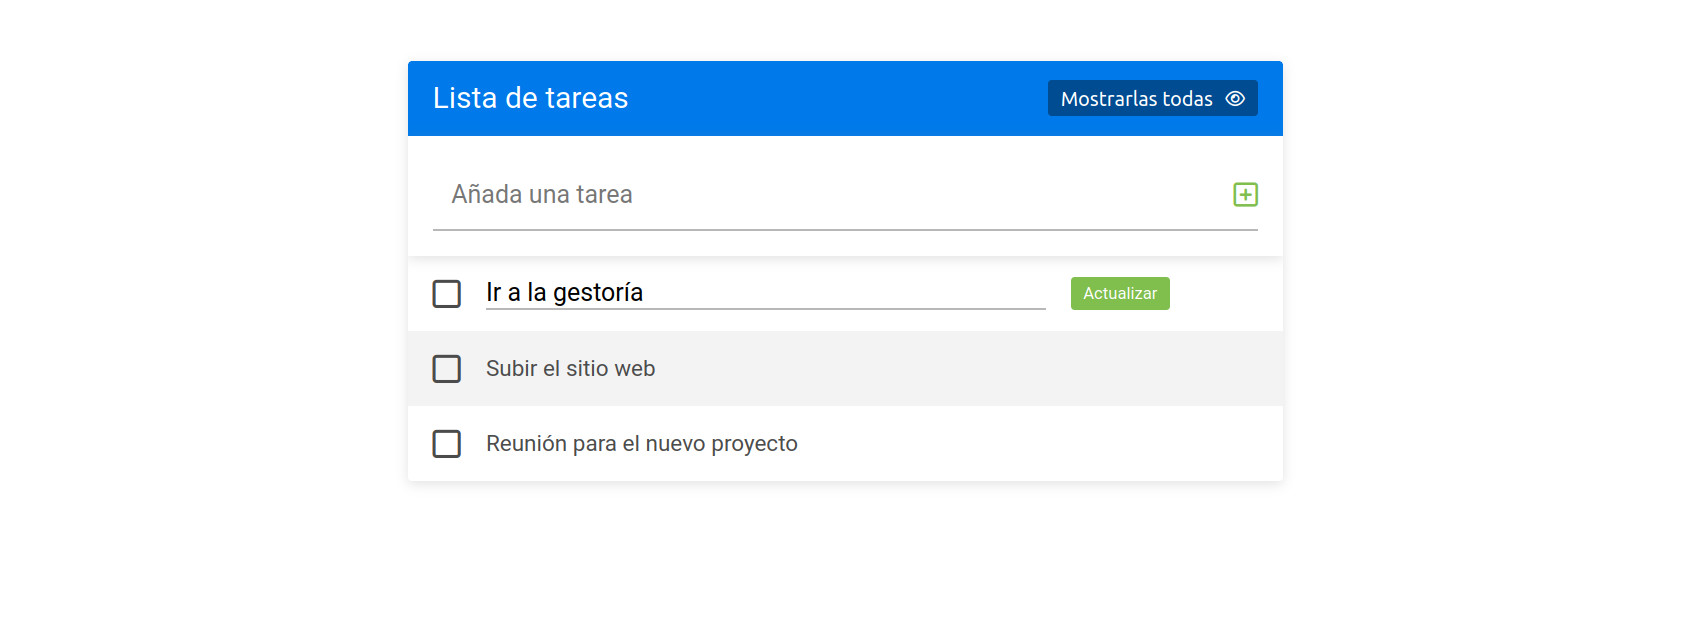 Lista de tareas
Mostrarlas todas
Añada una tarea
Ir a la gestoría
Actualizar
Subir el sitio web
Reunión para el nuevo proyecto